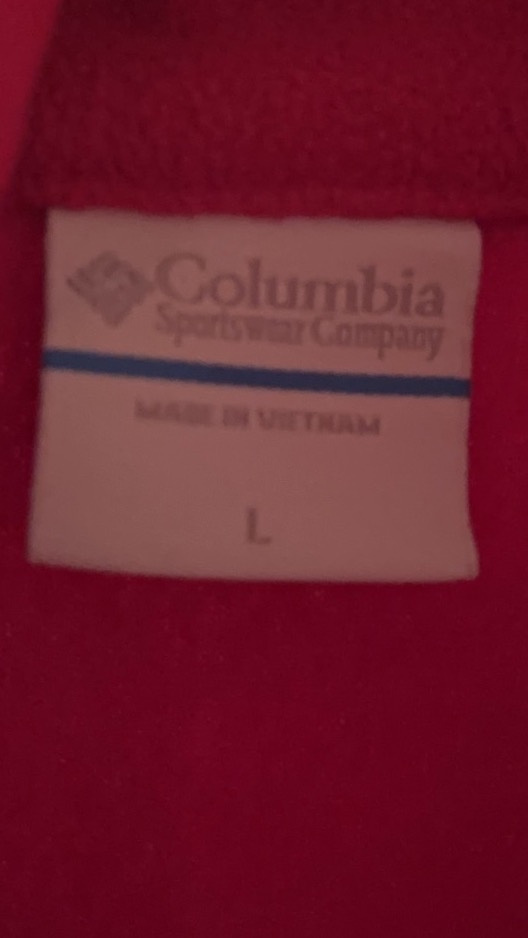 Columbia
Sportswear Company
MADE IN VIETNAM
L